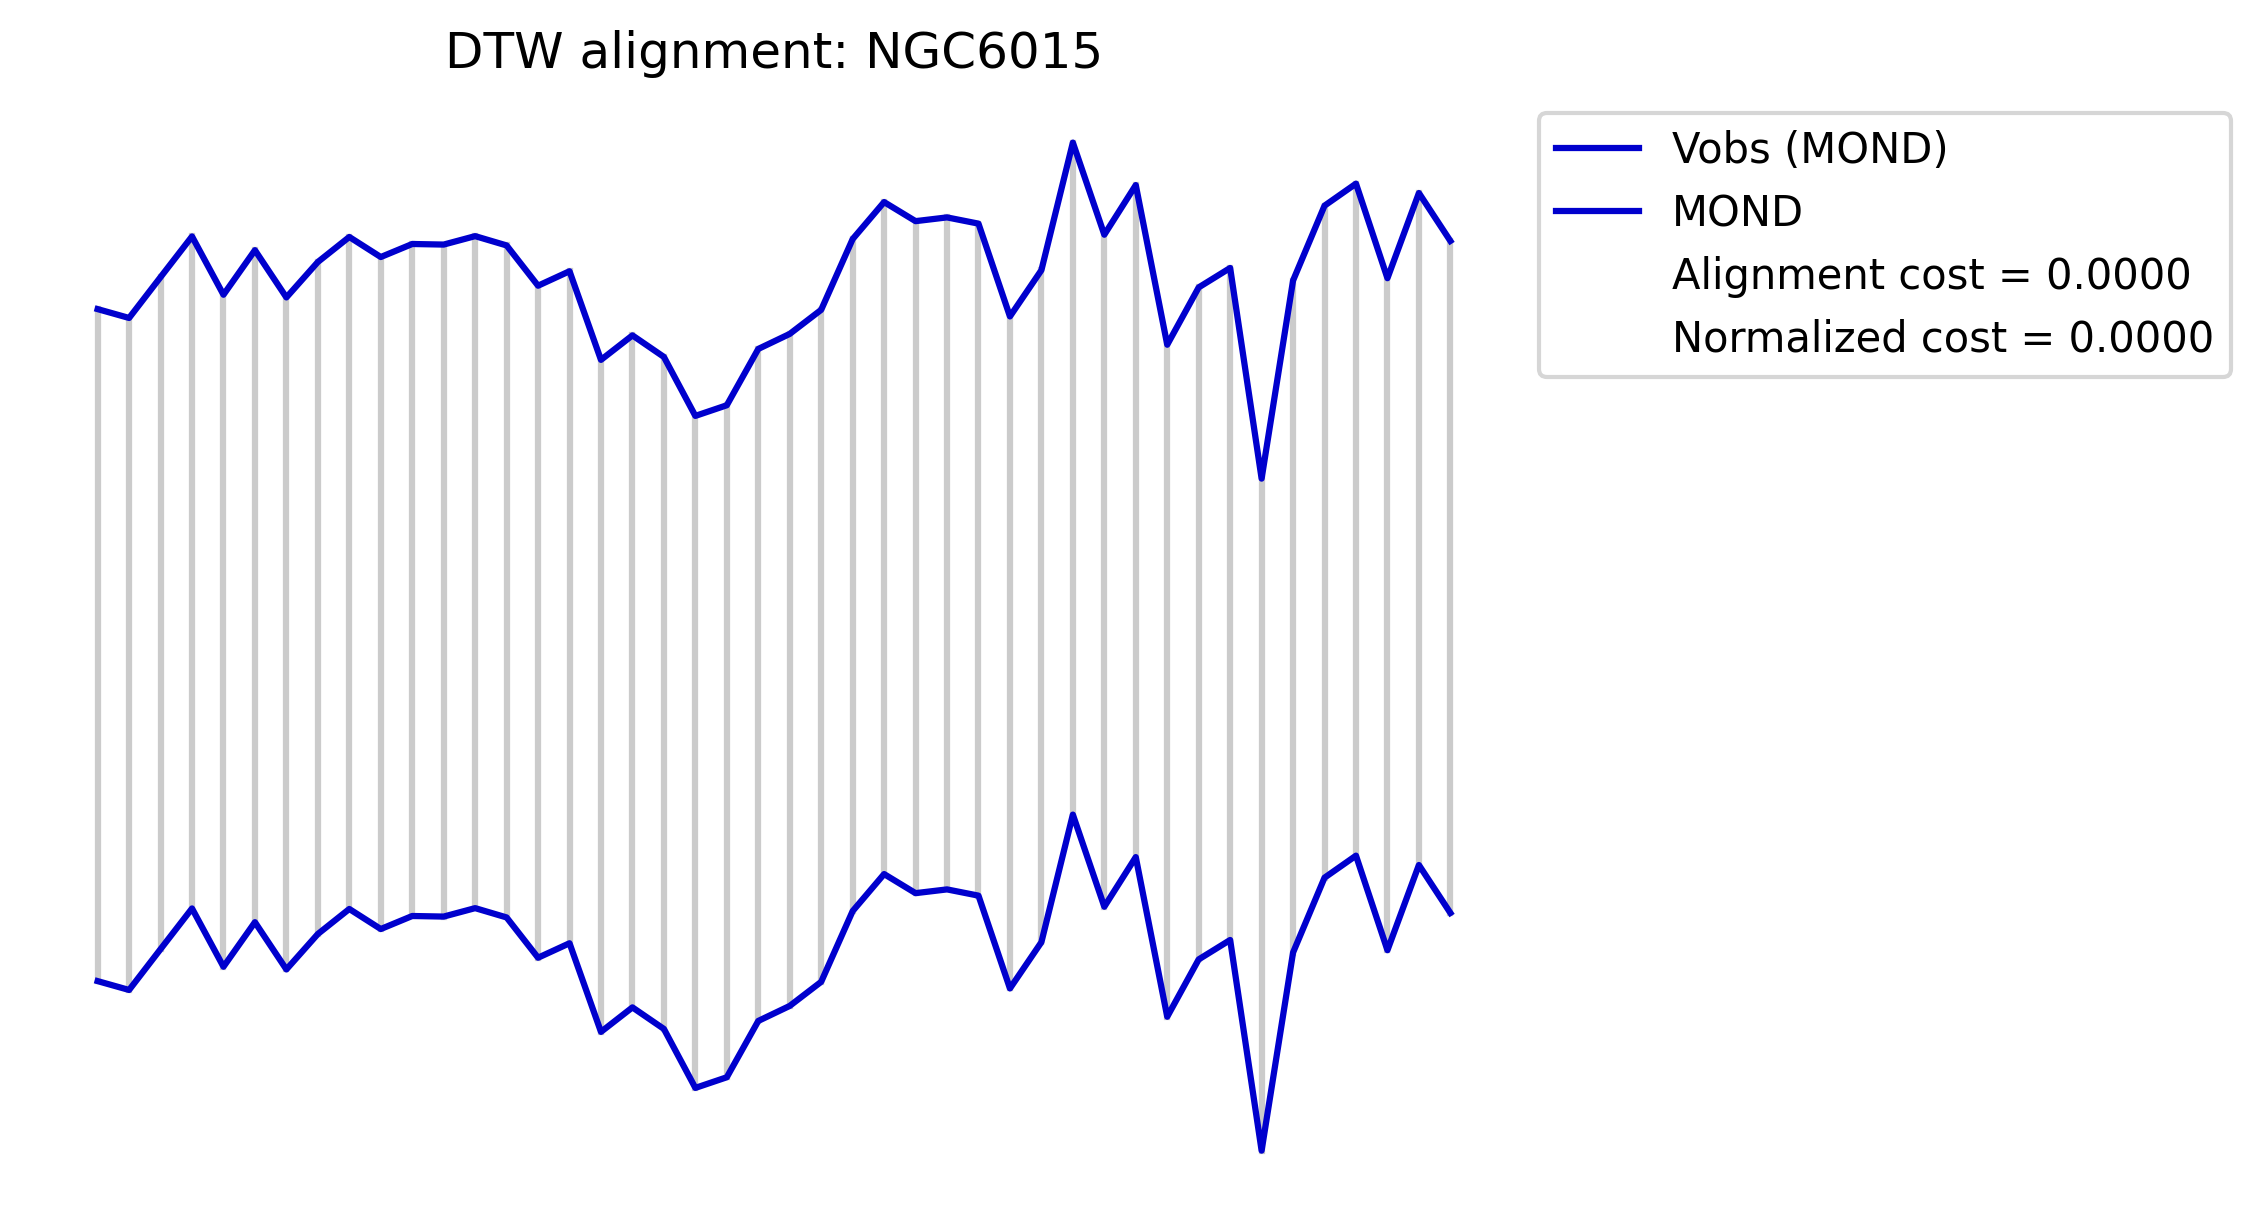 DTW alignment: NGC6015
Vobs (MOND)
MOND
Alignment cost = 0.0000
Normalized cost = 0.0000